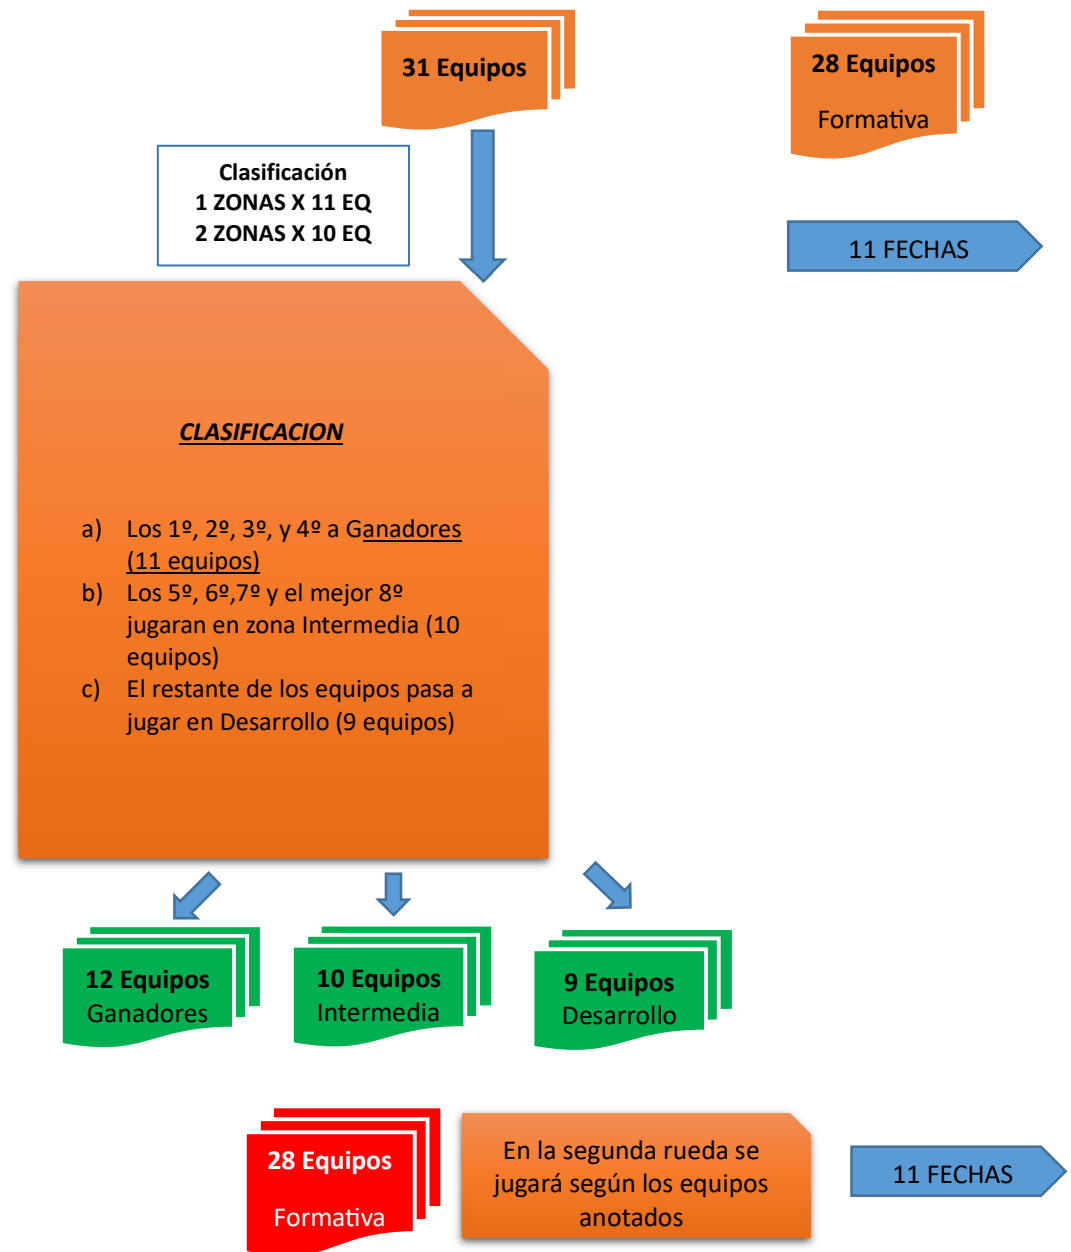 31 Equipos
28 Equipos
Formativa
Clasificación
1 ZONAS X 11 EQ
2 ZONAS X 10 EQ
11 FECHAS
CLASIFICACION
a) Los 1º, 2º, 3º, y 4º a Ganadores
(11 equipos)
b) Los 5º, 6º,7º y el mejor 8º
jugaran en zona Intermedia (10
equipos)
c) El restante de los equipos pasa a
jugar en Desarrollo (9 equipos)
12 Equipos
Ganadores
10 Equipos
Intermedia
9 Equipos
Desarrollo
28 Equipos
Formativa
En la segunda rueda se
jugará según los equipos
anotados
11 FECHAS